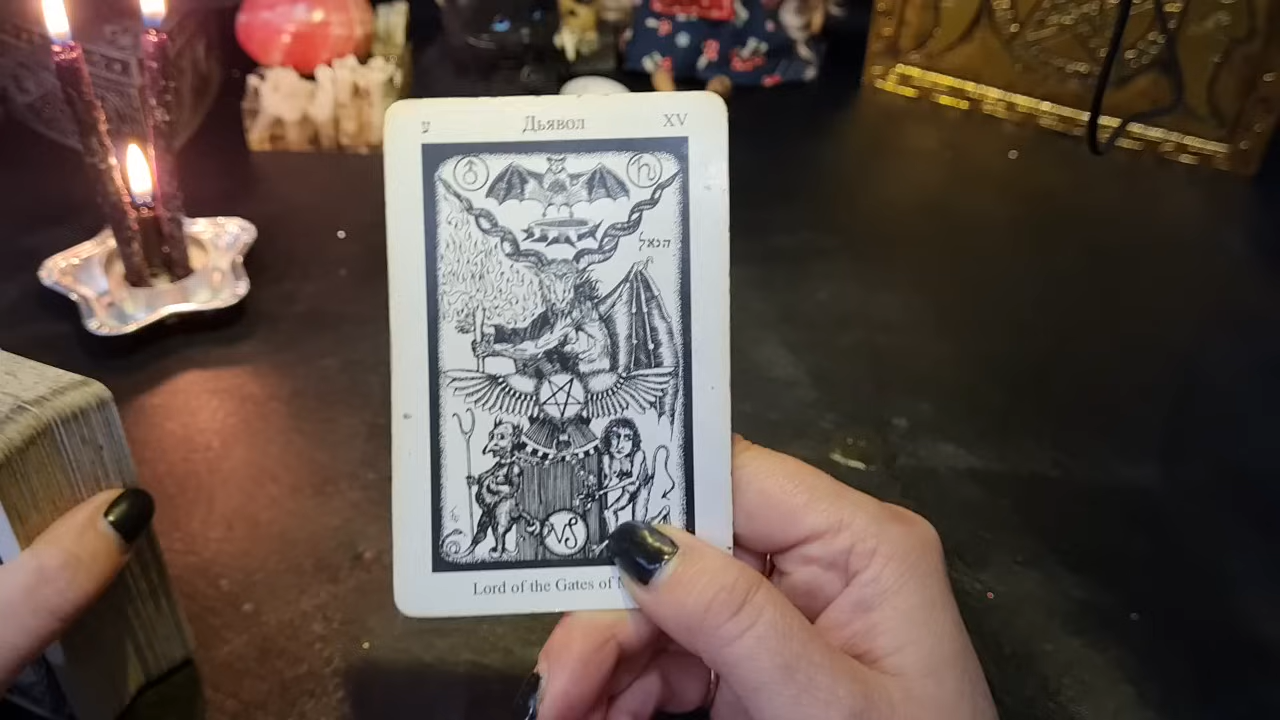 ע Дьявол XV
הנאל
Lord of the Gates of